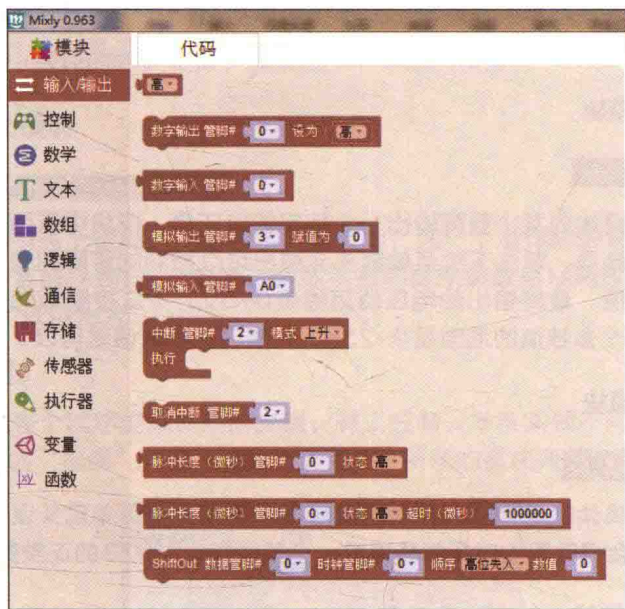 Mixly 0.963
模块 代码
输入/输出
控制
数学
文本
数组
逻辑
通信
存储
传感器
执行器
变量
xy 函数
高
数字输出 管脚# 0 设为 高
数字输入 管脚# 0
模拟输出 管脚# 3 赋值为 0
模拟输入 管脚# A0
中断 管脚# 2 模式 上升
执行
取消中断 管脚# 2
脉冲长度（微秒） 管脚# 0 状态 高
脉冲长度（微秒） 管脚# 0 状态 高 超时（微秒） 1000000
ShiftOut 数据管脚# 0 时钟管脚# 0 顺序 高位先入 数值 0